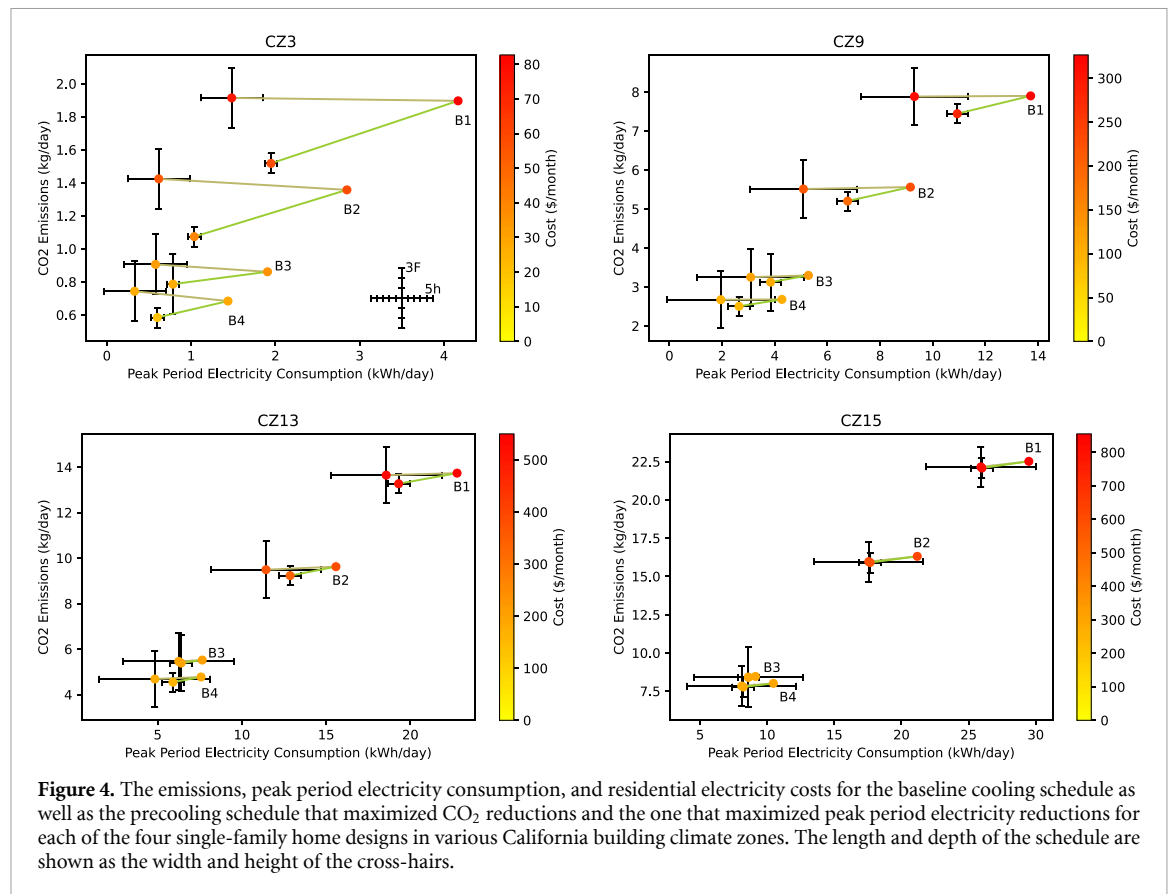 CZ3
CO2 Emissions (kg/day)
2.0
1.8
1.6
1.4
1.2
1.0
0.8
0.6
0
1
2
3
4
Peak Period Electricity Consumption (kWh/day)
B1
B2
B3
B4
3F
5h
80
70
60
50
40
30
20
10
0
Cost ($/month)
CZ9
CO2 Emissions (kg/day)
8
7
6
5
4
3
2
0
2
4
6
8
10
12
14
Peak Period Electricity Consumption (kWh/day)
B1
B2
B3
B4
300
250
200
150
100
50
0
Cost ($/month)
CZ13
CO2 Emissions (kg/day)
14
12
10
8
6
4
5
10
15
20
Peak Period Electricity Consumption (kWh/day)
B1
B2
B3
B4
500
400
300
200
100
0
Cost ($/month)
CZ15
CO2 Emissions (kg/day)
22.5
20.0
17.5
15.0
12.5
10.0
7.5
5
10
15
20
25
30
Peak Period Electricity Consumption (kWh/day)
B1
B2
B3
B4
800
700
600
500
400
300
200
100
0
Cost ($/month)
Figure 4. The emissions, peak period electricity consumption, and residential electricity costs for the baseline cooling schedule as
well as the precooling schedule that maximized CO₂ reductions and the one that maximized peak period electricity reductions for
each of the four single-family home designs in various California building climate zones. The length and depth of the schedule are
shown as the width and height of the cross-hairs.